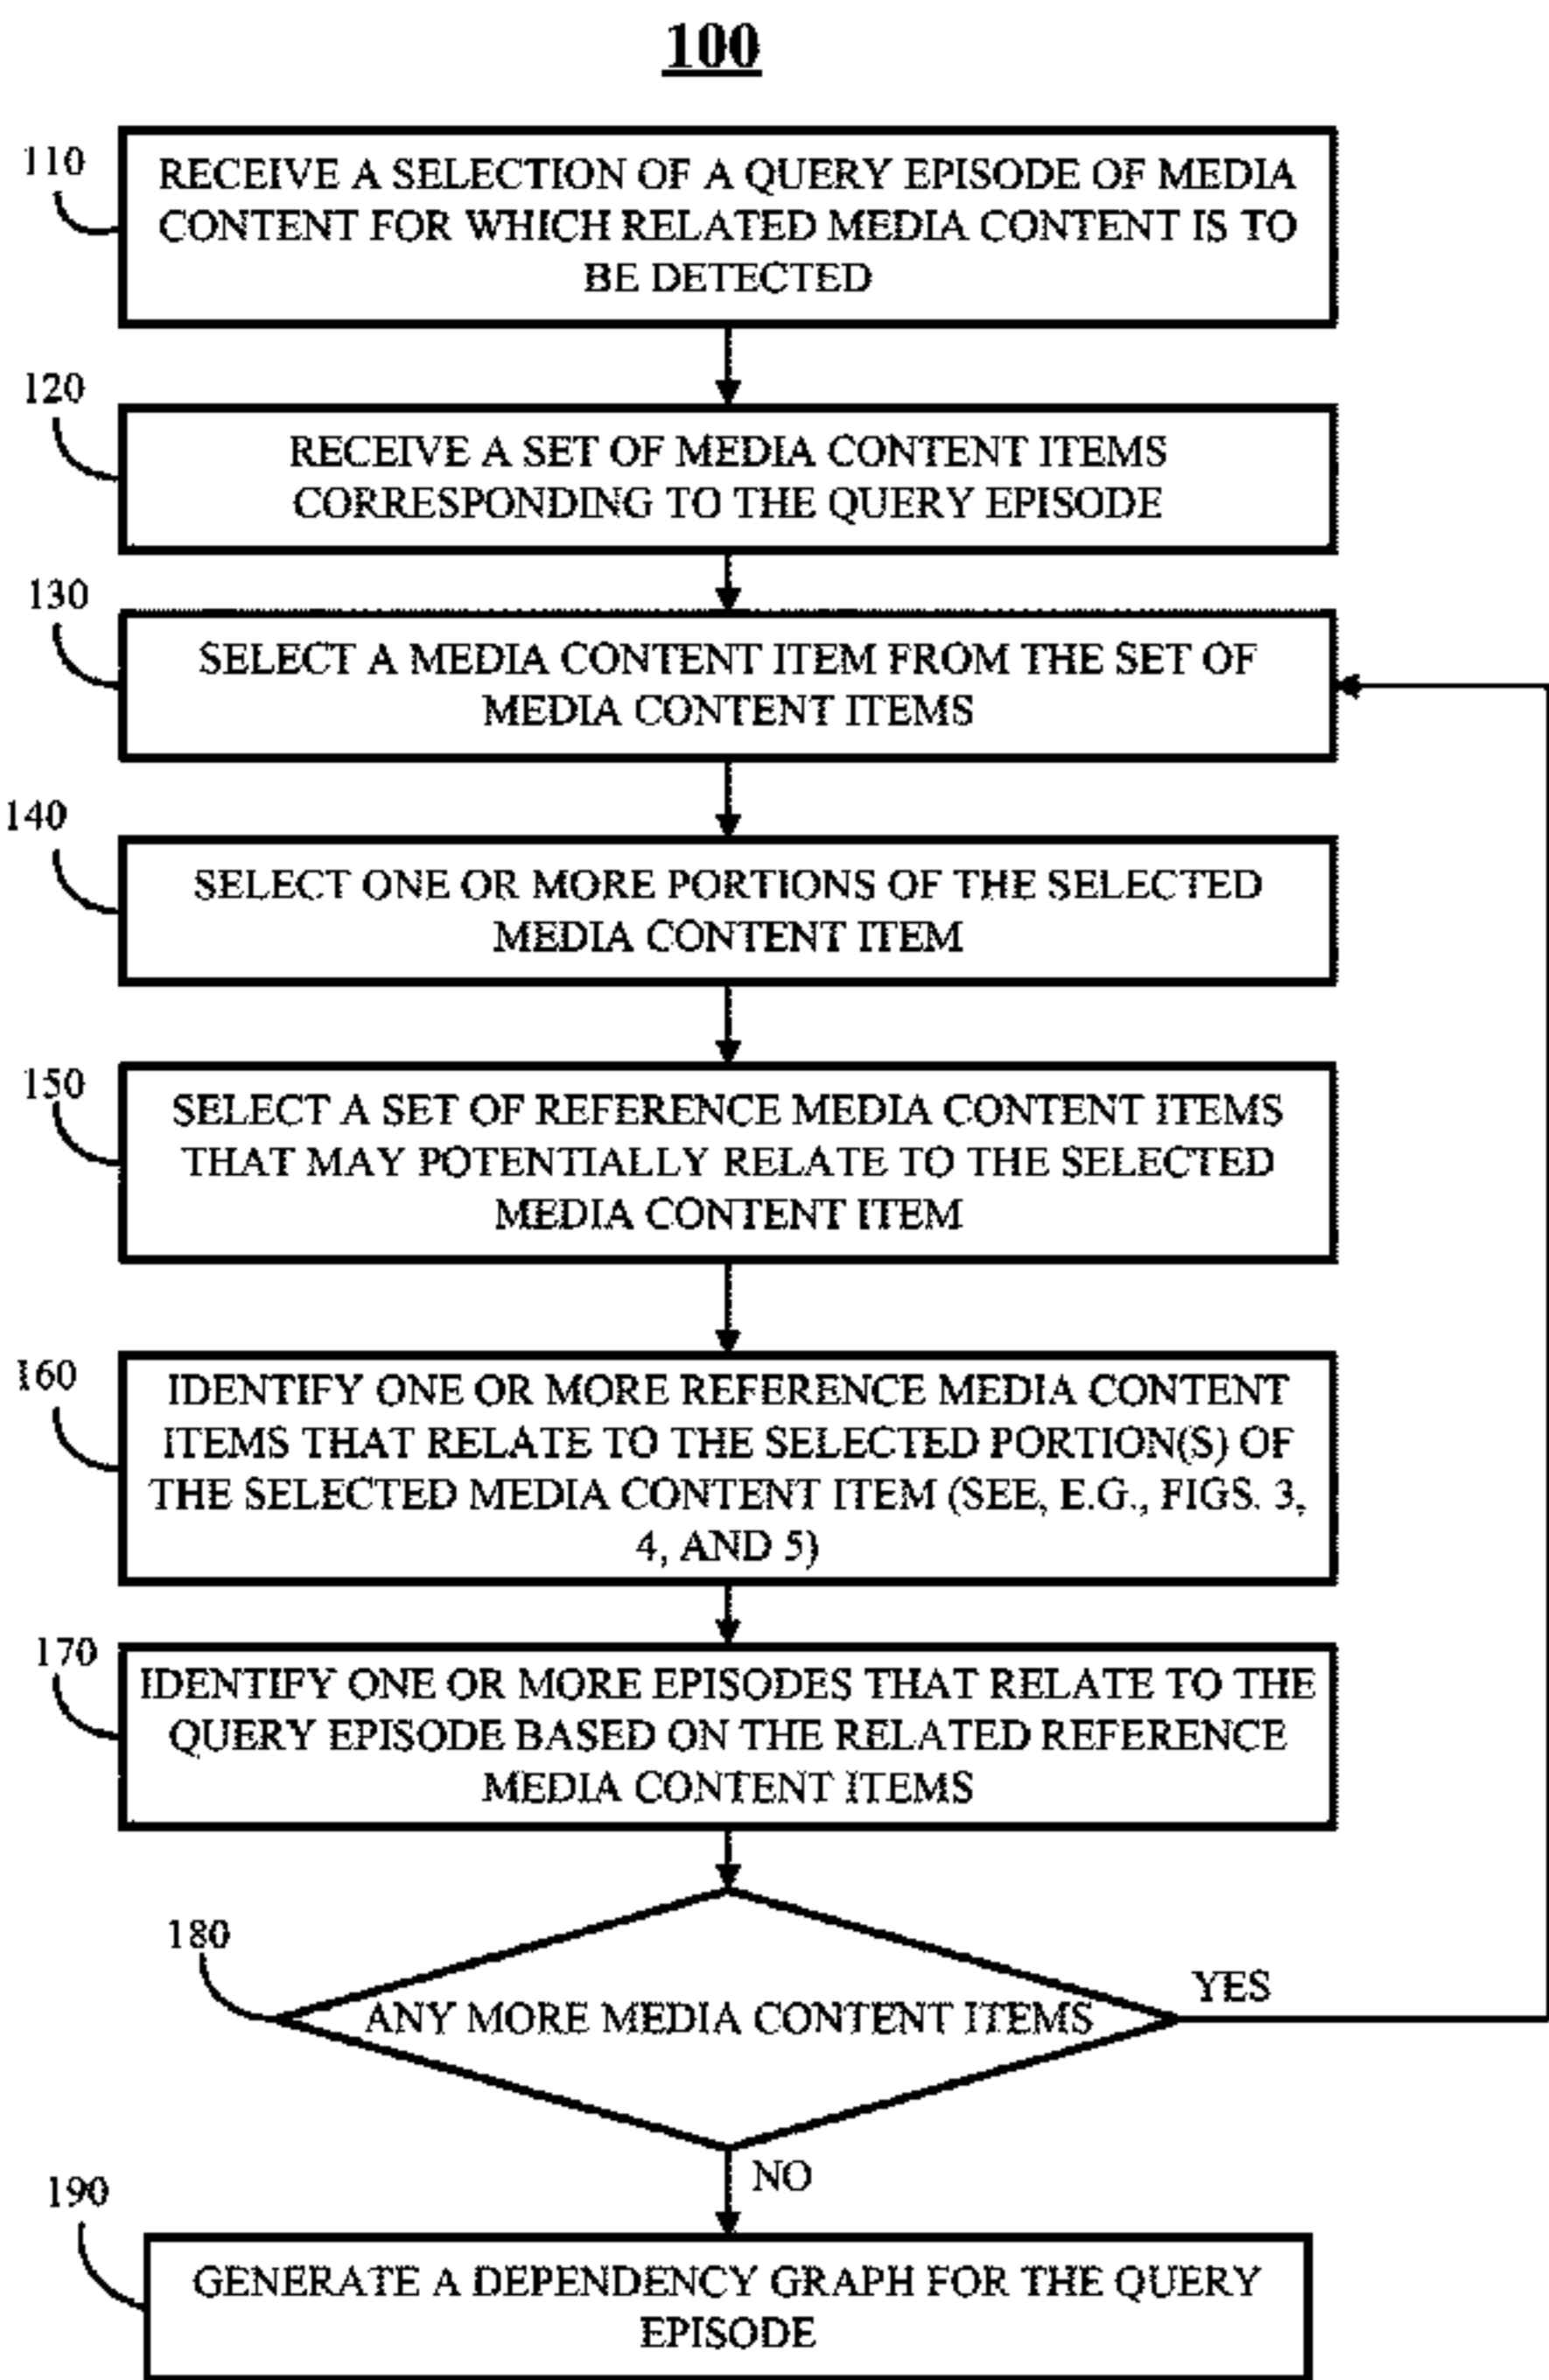 100
110
RECEIVE A SELECTION OF A QUERY EPISODE OF MEDIA
CONTENT FOR WHICH RELATED MEDIA CONTENT IS TO
BE DETECTED
120
RECEIVE A SET OF MEDIA CONTENT ITEMS
CORRESPONDING TO THE QUERY EPISODE
130
SELECT A MEDIA CONTENT ITEM FROM THE SET OF
MEDIA CONTENT ITEMS
140
SELECT ONE OR MORE PORTIONS OF THE SELECTED
MEDIA CONTENT ITEM
150
SELECT A SET OF REFERENCE MEDIA CONTENT ITEMS
THAT MAY POTENTIALLY RELATE TO THE SELECTED
MEDIA CONTENT ITEM
160
IDENTIFY ONE OR MORE REFERENCE MEDIA CONTENT
ITEMS THAT RELATE TO THE SELECTED PORTION(S) OF
THE SELECTED MEDIA CONTENT ITEM (SEE, E.G., FIGS. 3,
4, AND 5)
170
IDENTIFY ONE OR MORE EPISODES THAT RELATE TO THE
QUERY EPISODE BASED ON THE RELATED REFERENCE
MEDIA CONTENT ITEMS
180
ANY MORE MEDIA CONTENT ITEMS
YES
NO
190
GENERATE A DEPENDENCY GRAPH FOR THE QUERY
EPISODE